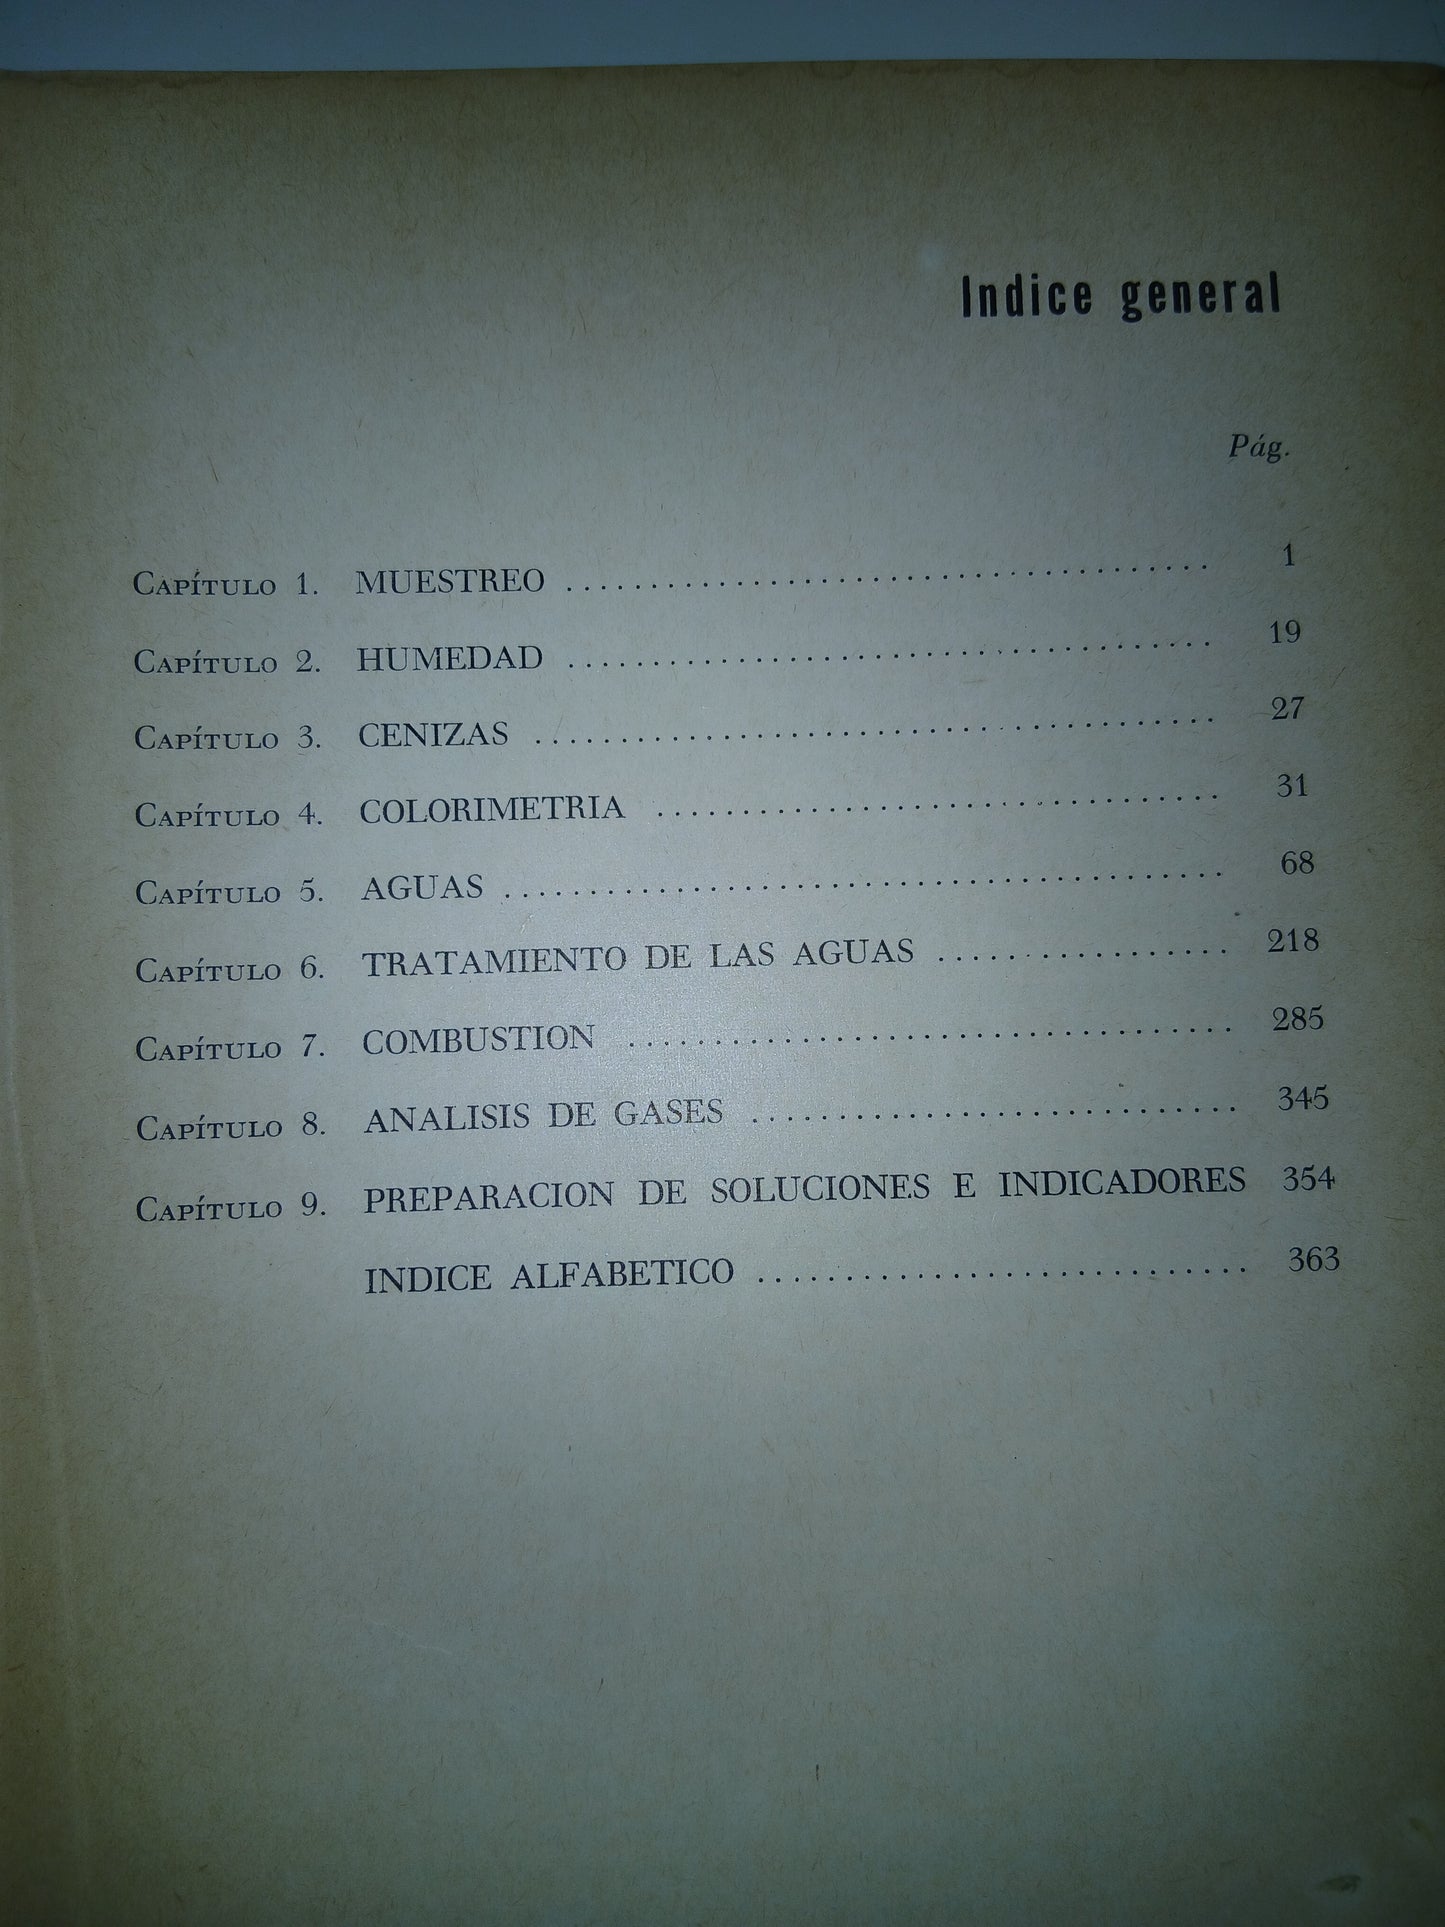 Indice general
Pág.
Capítulo 1. MUESTREO ........................................ 1
Capítulo 2. HUMEDAD ........................................ 19
Capítulo 3. CENIZAS ........................................ 27
Capítulo 4. COLORIMETRIA ................................. 31
Capítulo 5. AGUAS .......................................... 68
Capítulo 6. TRATAMIENTO DE LAS AGUAS ................. 218
Capítulo 7. COMBUSTION .................................... 285
Capítulo 8. ANALISIS DE GASES ............................ 345
Capítulo 9. PREPARACION DE SOLUCIONES E INDICADORES 354
INDICE ALFABETICO ............................ 363